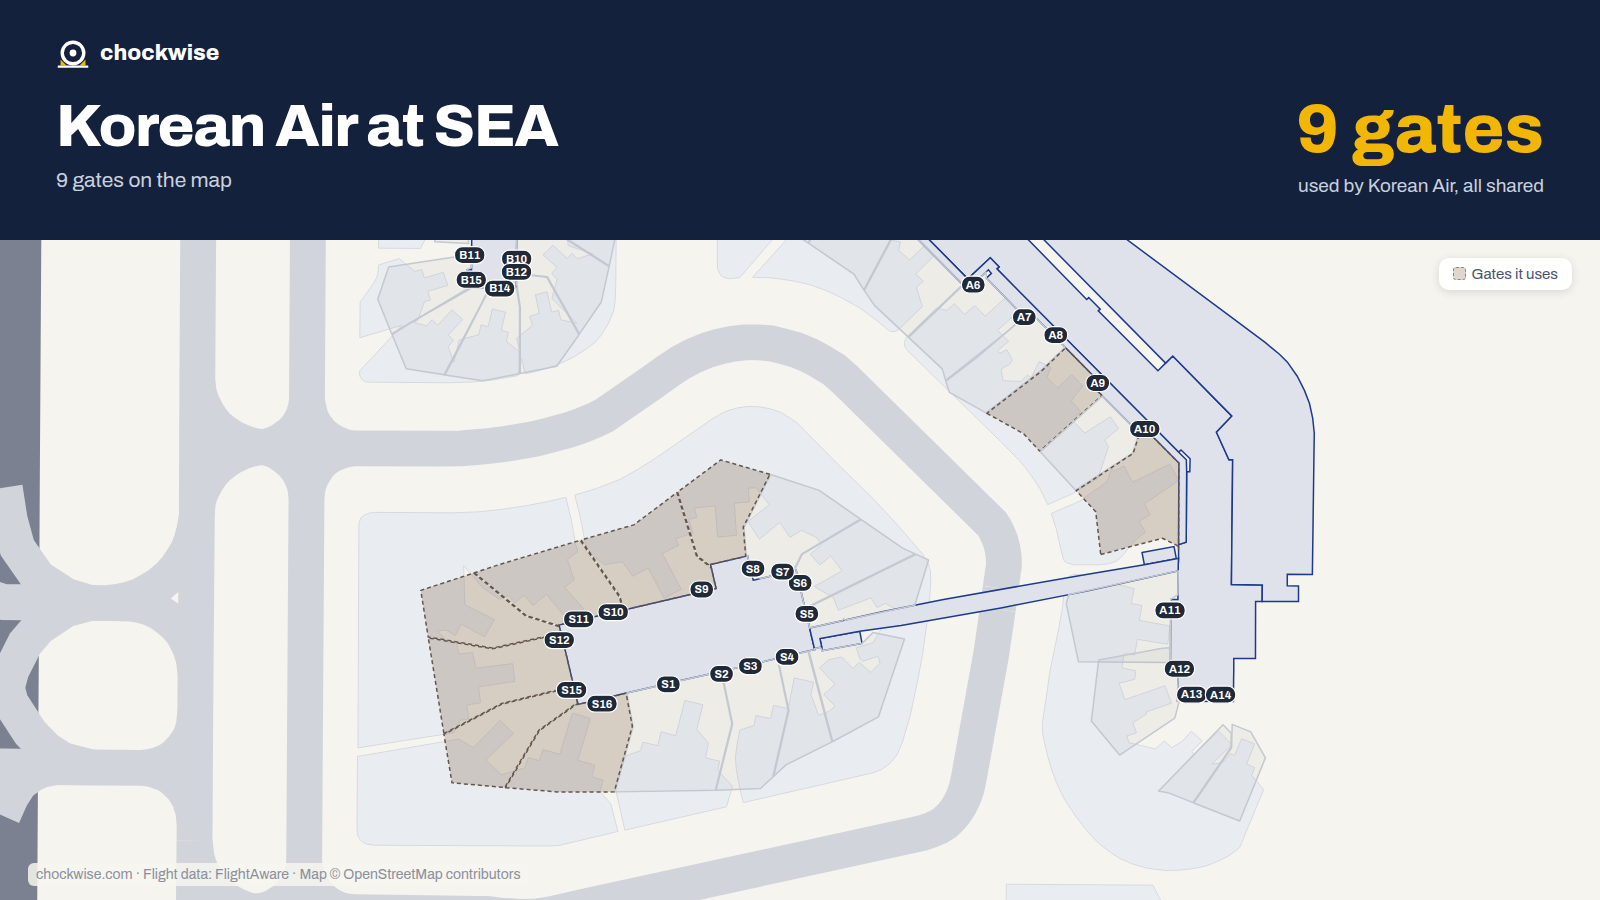 chockwise
Korean Air at SEA
9 gates on the map
9 gates
used by Korean Air, all shared
Gates it uses
B11
B10
B12
B15
B14
A6
A7
A8
A9
A10
S8
S7
S6
S9
S10
S11
S5
S12
S4
S3
S2
S1
S15
S16
A11
A12
A13
A14
chockwise.com · Flight data: FlightAware · Map © OpenStreetMap contributors